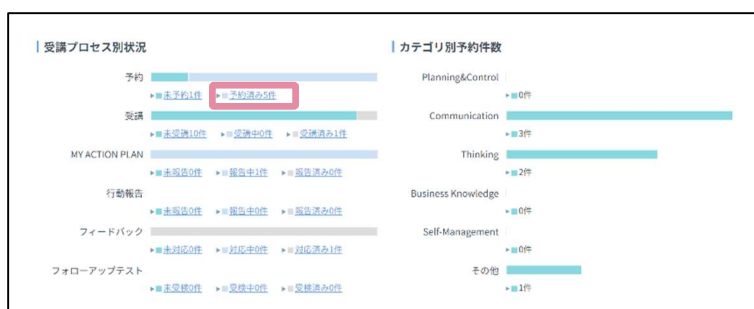 受講プロセス別状況
予約
未予約1件 予約済み5件
受講
未受講10件 受講中0件 受講済み1件
MY ACTION PLAN
未報告0件 報告中1件 報告済み0件
行動報告
未報告0件 報告中0件 報告済み0件
フィードバック
未対応0件 対応中0件 対応済み1件
フォローアップテスト
未受検0件 受検中0件 受検済み0件
カテゴリ別予約件数
Planning&Control
0件
Communication
3件
Thinking
2件
Business Knowledge
0件
Self-Management
0件
その他
1件